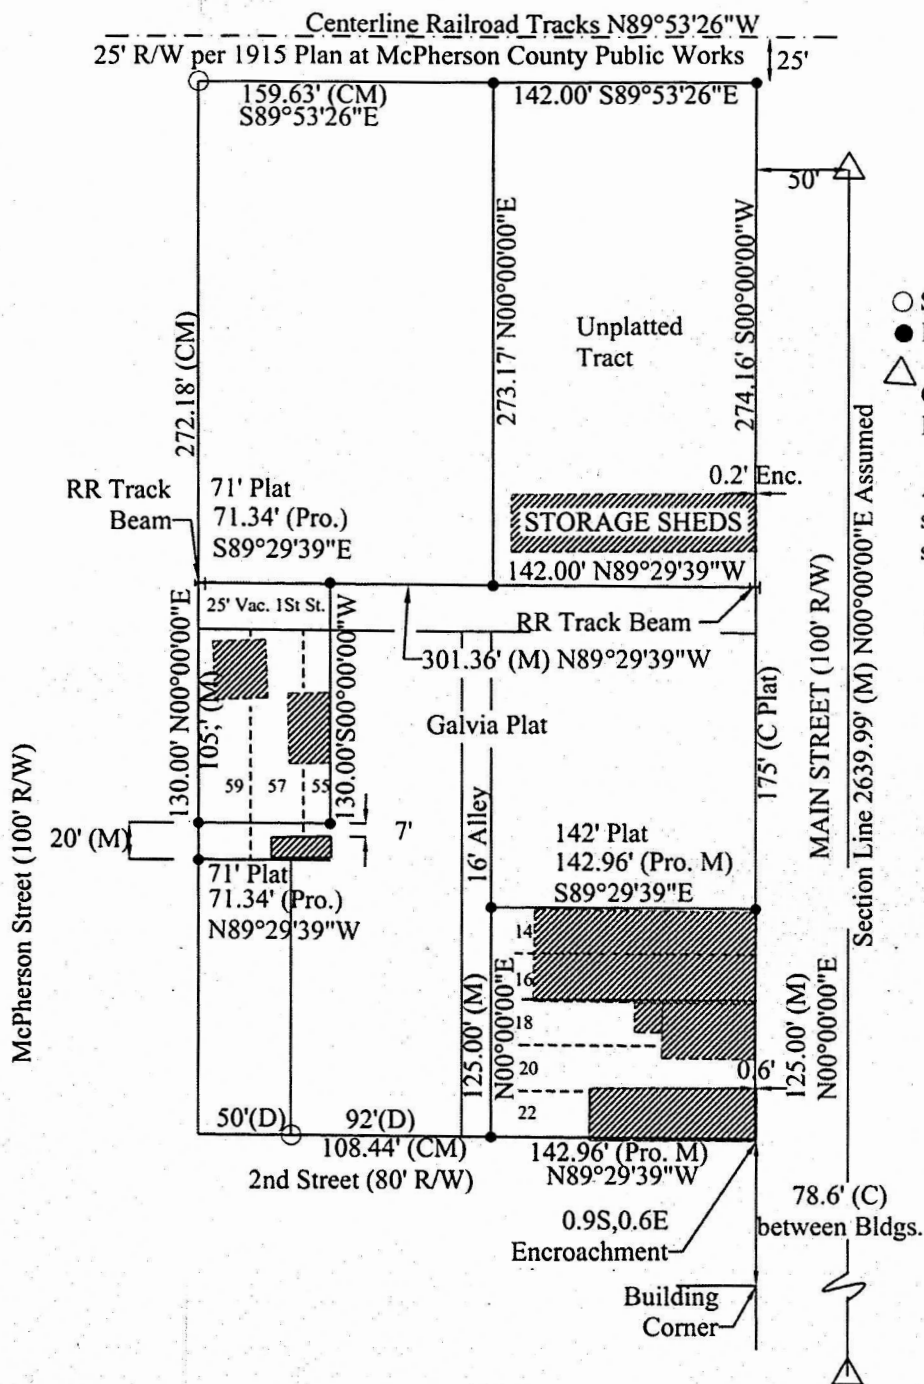 Centerline Railroad Tracks N89°53'26"W
25' R/W per 1915 Plan at McPherson County Public Works
25'
159.63' (CM)
S89°53'26"E
142.00' S89°53'26"E
50'
272.18' (CM)
273.17' N00°00'00"E
Unplatted
Tract
274.16' S00°00'00"W
RR Track
Beam
71' Plat
71.34' (Pro.)
S89°29'39"E
0.2' Enc.
STORAGE SHEDS
142.00' N89°29'39"W
25' Vac. 1St St.
RR Track Beam
301.36' (M) N89°29'39"W
130.00' N00°00'00"E
105;' (M)
130.00'S00°00'00"W
Galvia Plat
175' (C Plat)
MAIN STREET (100' R/W)
Section Line 2639.99' (M) N00°00'00"E Assumed
59
57
55
McPherson Street (100' R/W)
20' (M)
7'
16' Alley
71' Plat
71.34' (Pro.)
N89°29'39"W
142' Plat
142.96' (Pro. M)
S89°29'39"E
14
16
18
20
22
125.00' (M)
N00°00'00"E
0.6'
125.00' (M)
N00°00'00"E
50'(D)
92'(D)
108.44' (CM)
142.96' (Pro. M)
N89°29'39"W
2nd Street (80' R/W)
78.6' (C)
between Bldgs.
0.9S,0.6E
Encroachment
Building
Corner